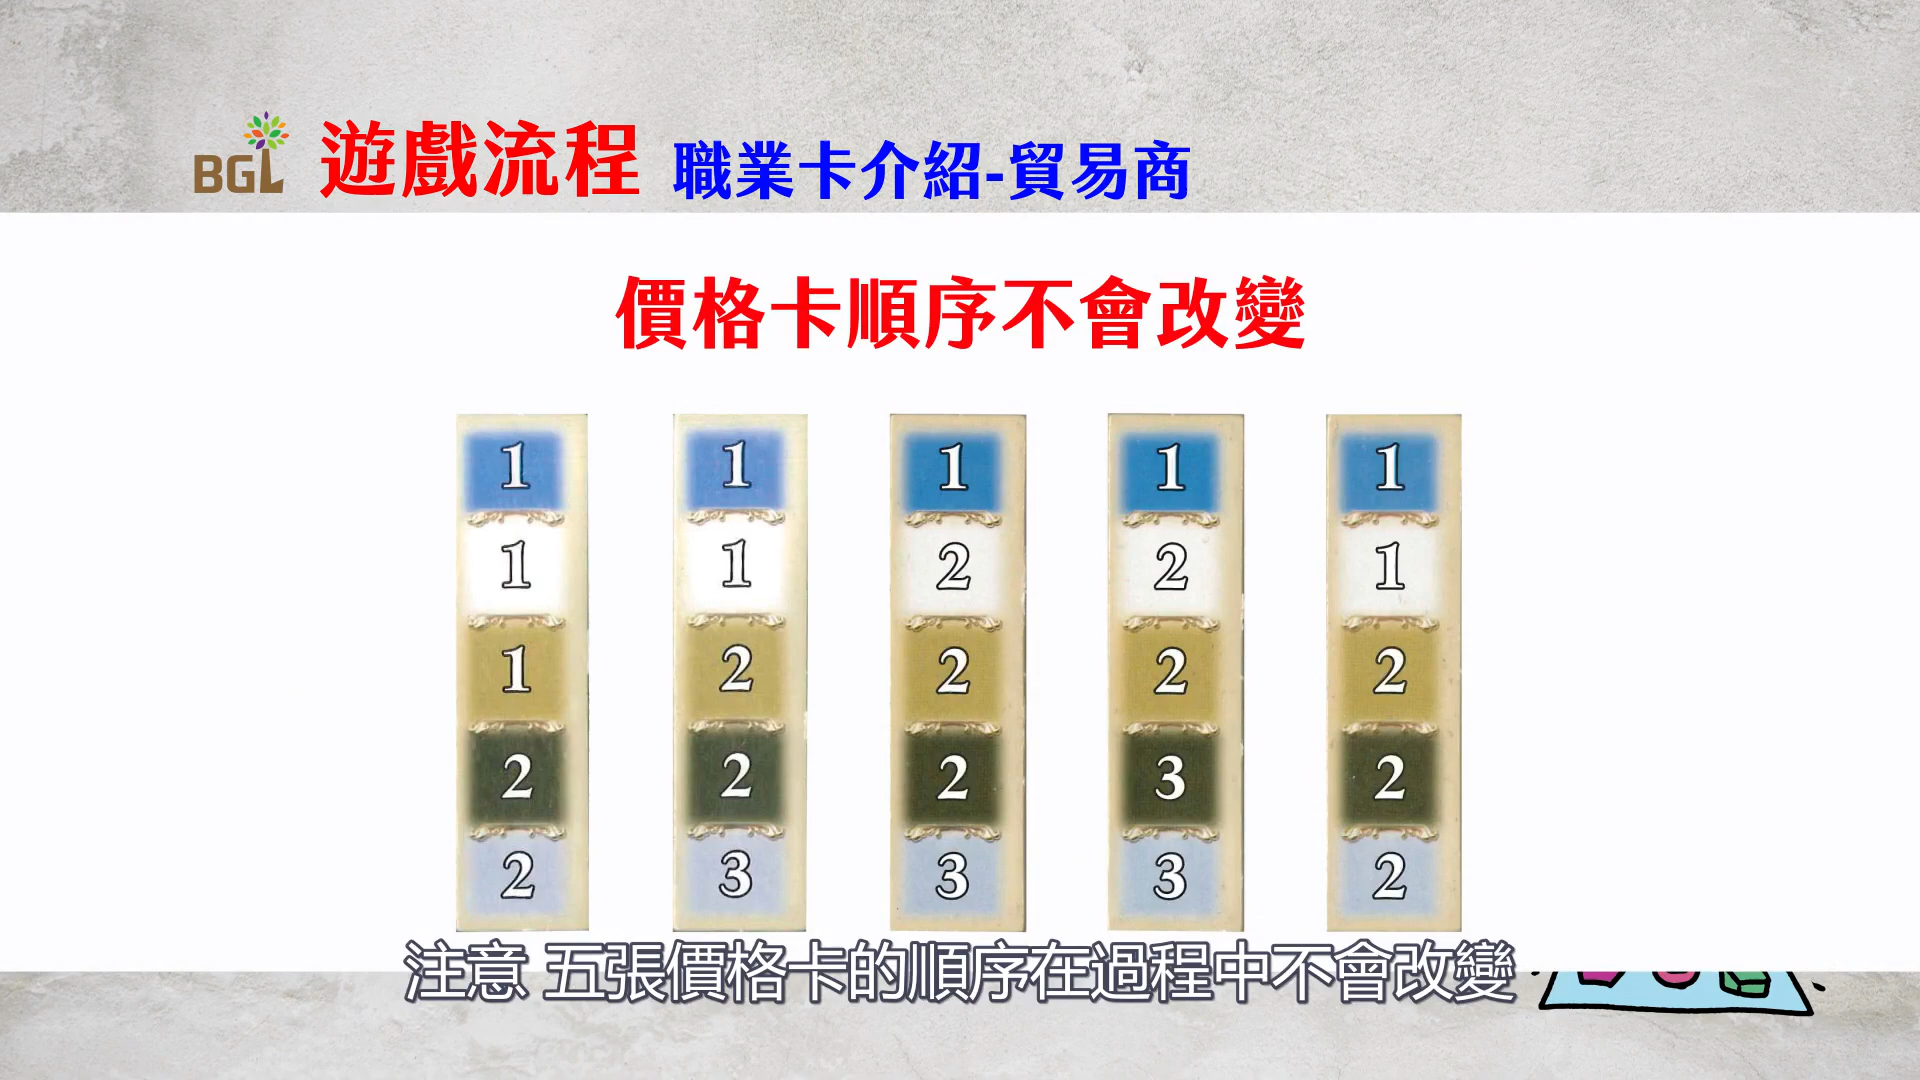 BGL 遊戲流程 職業卡介紹-貿易商
價格卡順序不會改變
1 1 1 1 1
1 1 2 2 1
1 2 2 2 2
2 2 2 3 2
2 3 3 3 2
注意 五張價格卡的順序在過程中不會改變